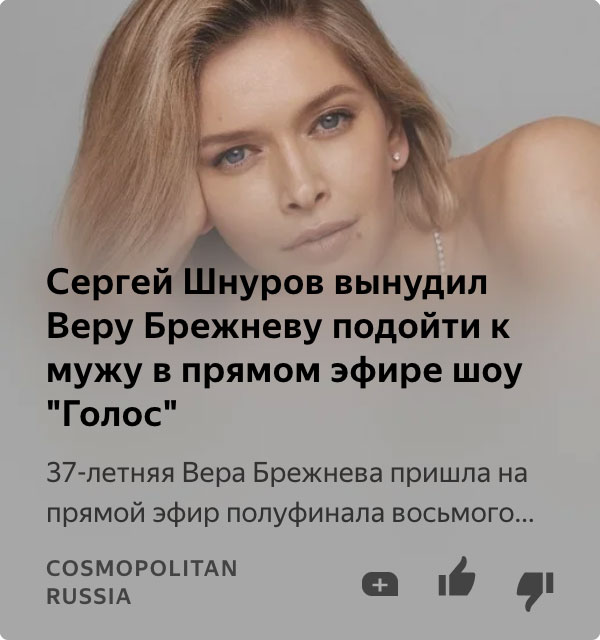 Сергей Шнуров вынудил
Веру Брежневу подойти к
мужу в прямом эфире шоу
"Голос"
37-летняя Вера Брежнева пришла на
прямой эфир полуфинала восьмого...
COSMOPOLITAN
RUSSIA